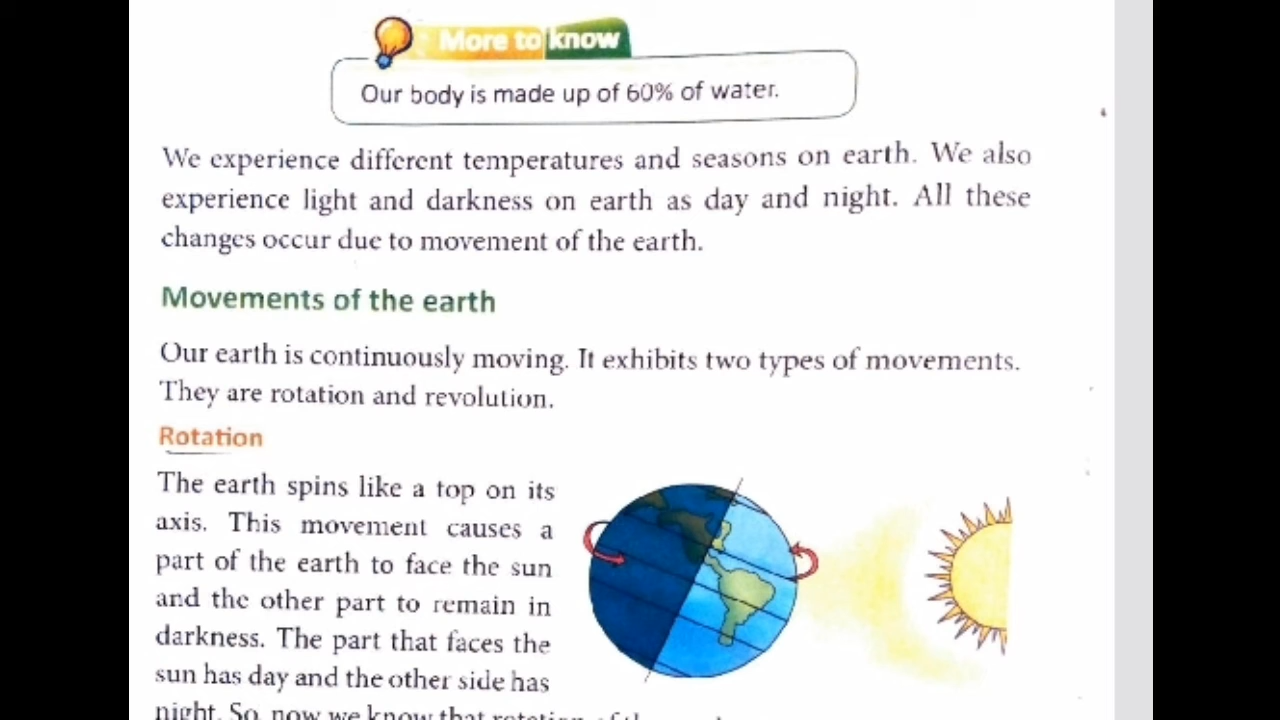 More to know
Our body is made up of 60% of water.
We experience different temperatures and seasons on earth. We also
experience light and darkness on earth as day and night. All these
changes occur due to movement of the earth.
Movements of the earth
Our earth is continuously moving. It exhibits two types of movements.
They are rotation and revolution.
Rotation
The earth spins like a top on its
axis. This movement causes a
part of the earth to face the sun
and the other part to remain in
darkness. The part that faces the
sun has day and the other side has
night. So, now we know that rotation of the